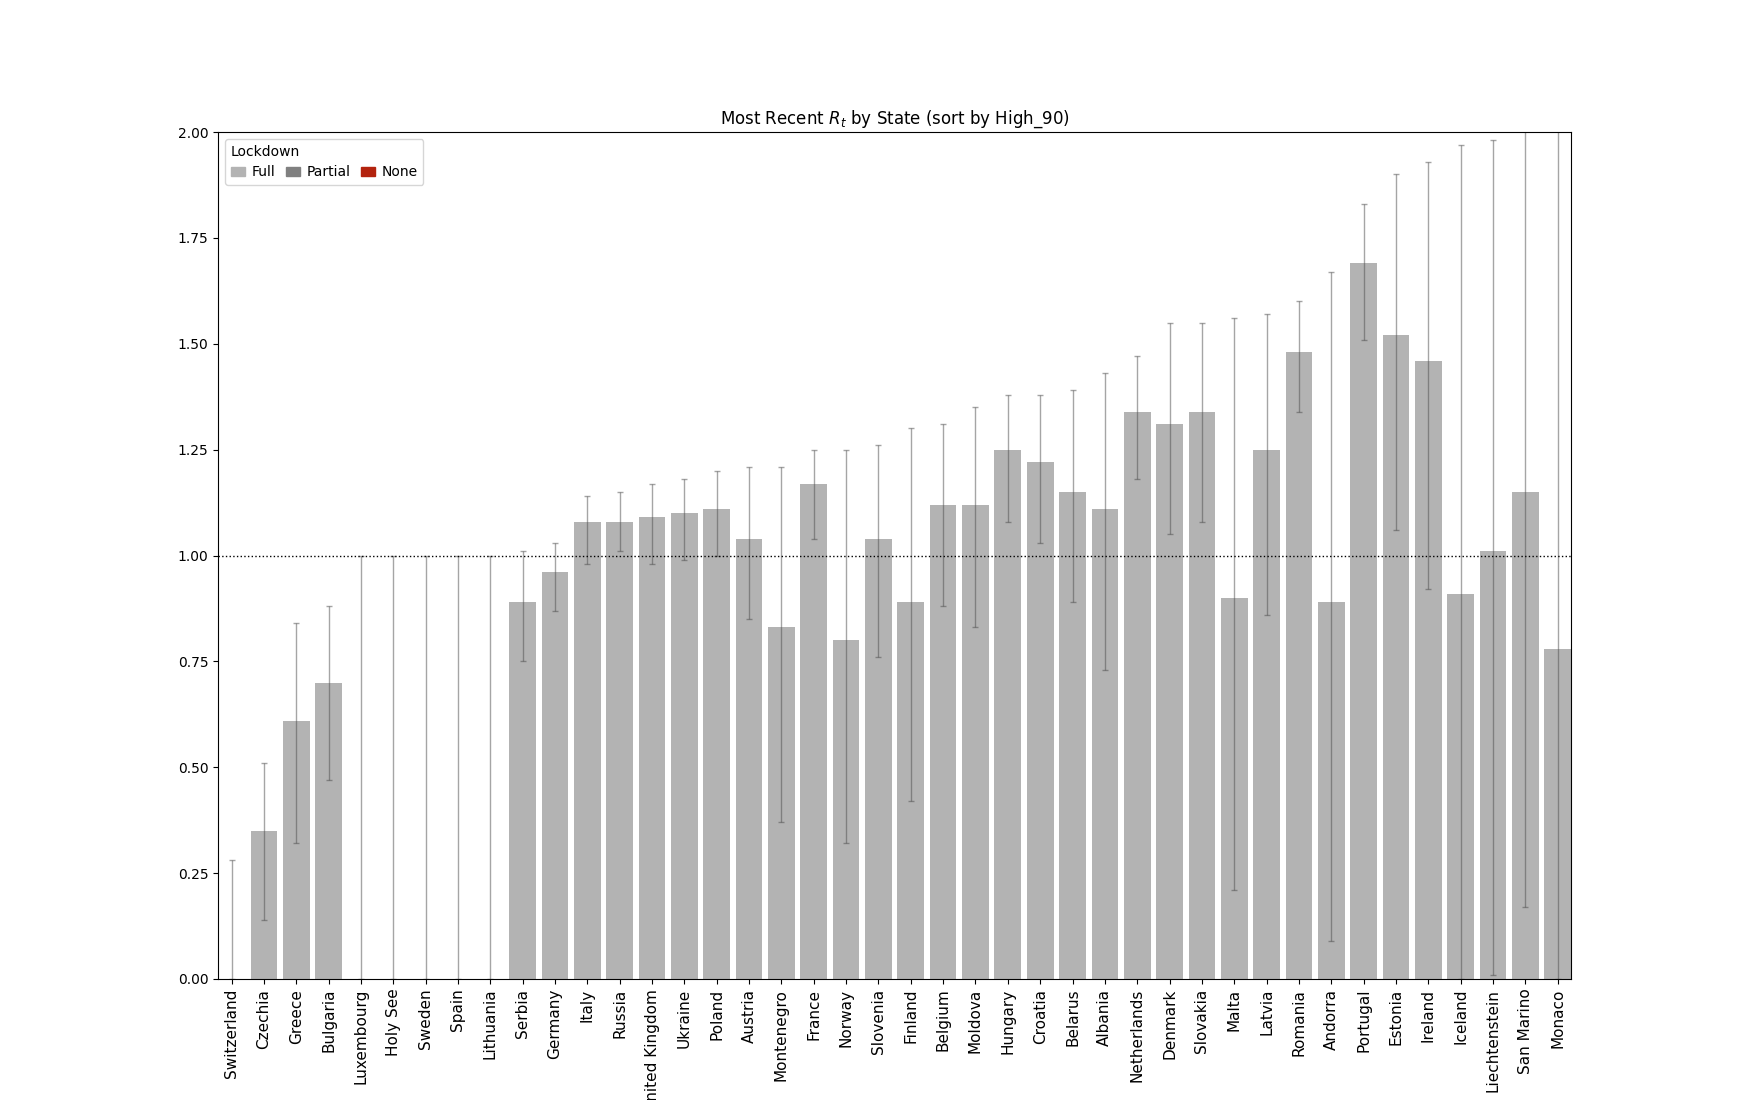 Most Recent R_t by State (sort by High_90)
Lockdown
Full Partial None
2.00
1.75
1.50
1.25
1.00
0.75
0.50
0.25
0.00
Switzerland
Czechia
Greece
Bulgaria
Luxembourg
Holy See
Sweden
Spain
Lithuania
Serbia
Germany
Italy
Russia
nited Kingdom
Ukraine
Poland
Austria
Montenegro
France
Norway
Slovenia
Finland
Belgium
Moldova
Hungary
Croatia
Belarus
Albania
Netherlands
Denmark
Slovakia
Malta
Latvia
Romania
Andorra
Portugal
Estonia
Ireland
Iceland
Liechtenstein
San Marino
Monaco